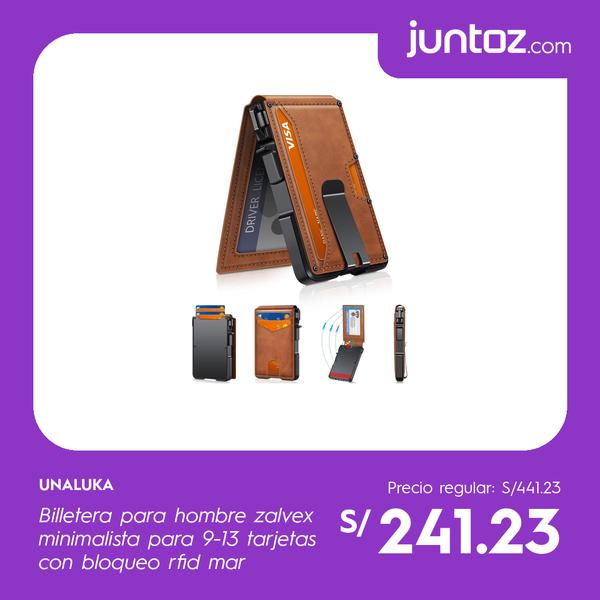 juntoz.com
VISA
DRIVER LICE
UNALUKA
Billetera para hombre zalvex
minimalista para 9-13 tarjetas
con bloqueo rfid mar
Precio regular: S/441.23
S/ 241.23